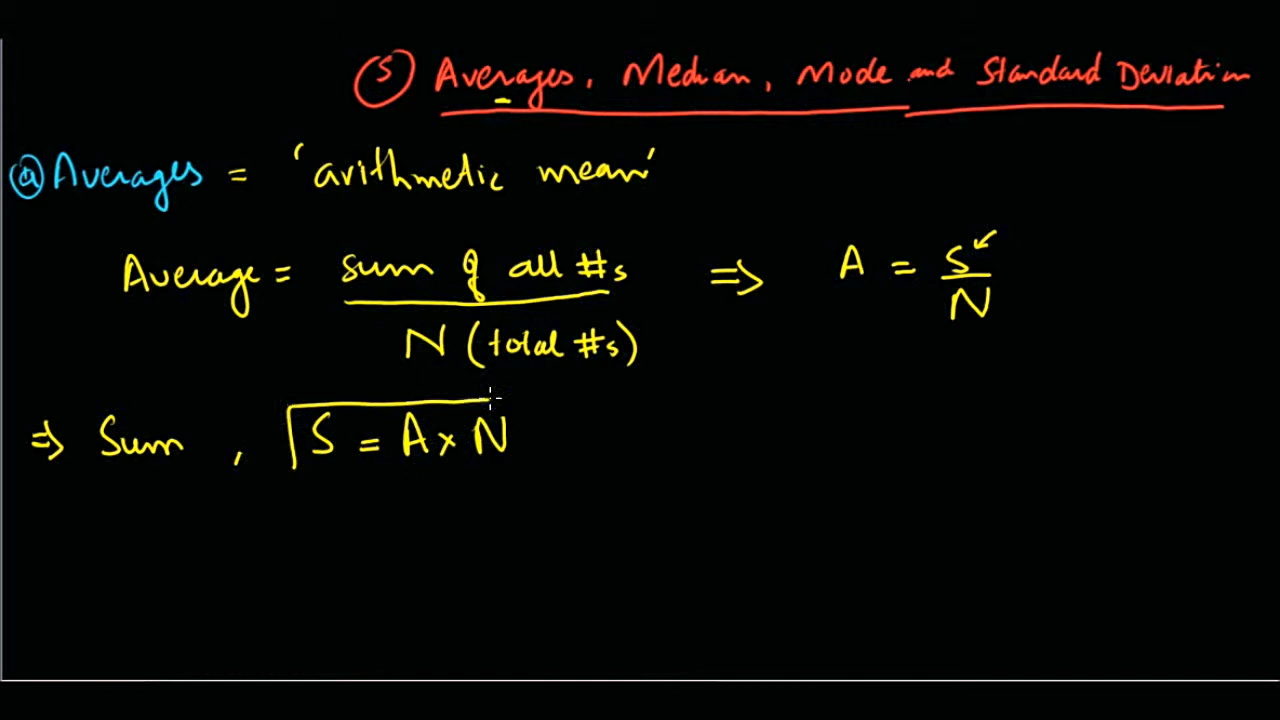 ⑤ Averages, Median, Mode and Standard Deviation
ⓐ Averages = 'arithmetic mean'
Average = sum of all #s / N (total #s) ⇒ A = S / N
⇒ Sum, S = A × N